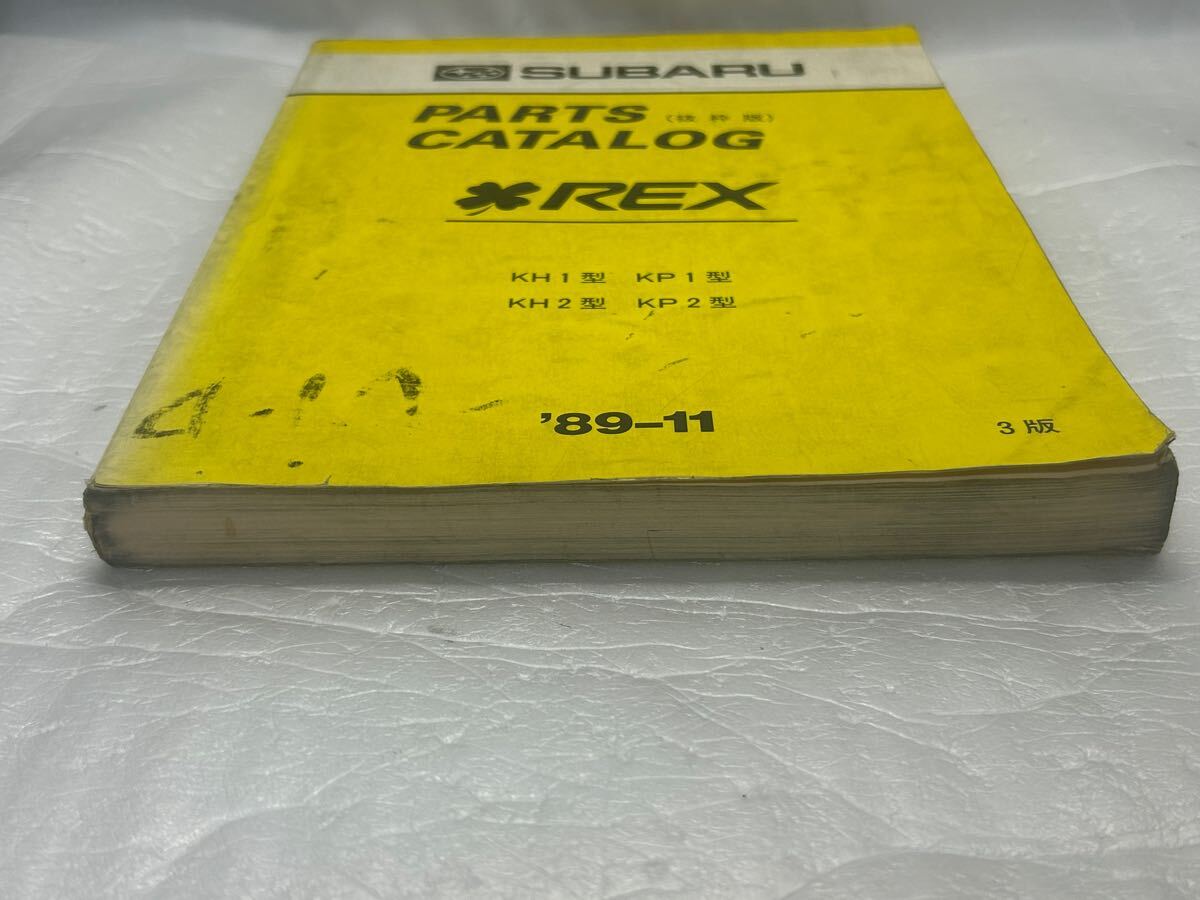 SUBARU
PARTS (抜粋版)
CATALOG
REX
KH1型 KP1型
KH2型 KP2型
'89-11
3版